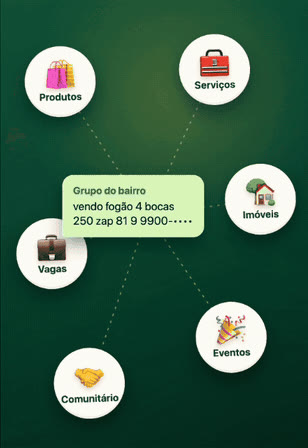 Produtos
Serviços
Grupo do bairro
vendo fogão 4 bocas
250 zap 81 9 9900-••••
Imóveis
Vagas
Eventos
Comunitário